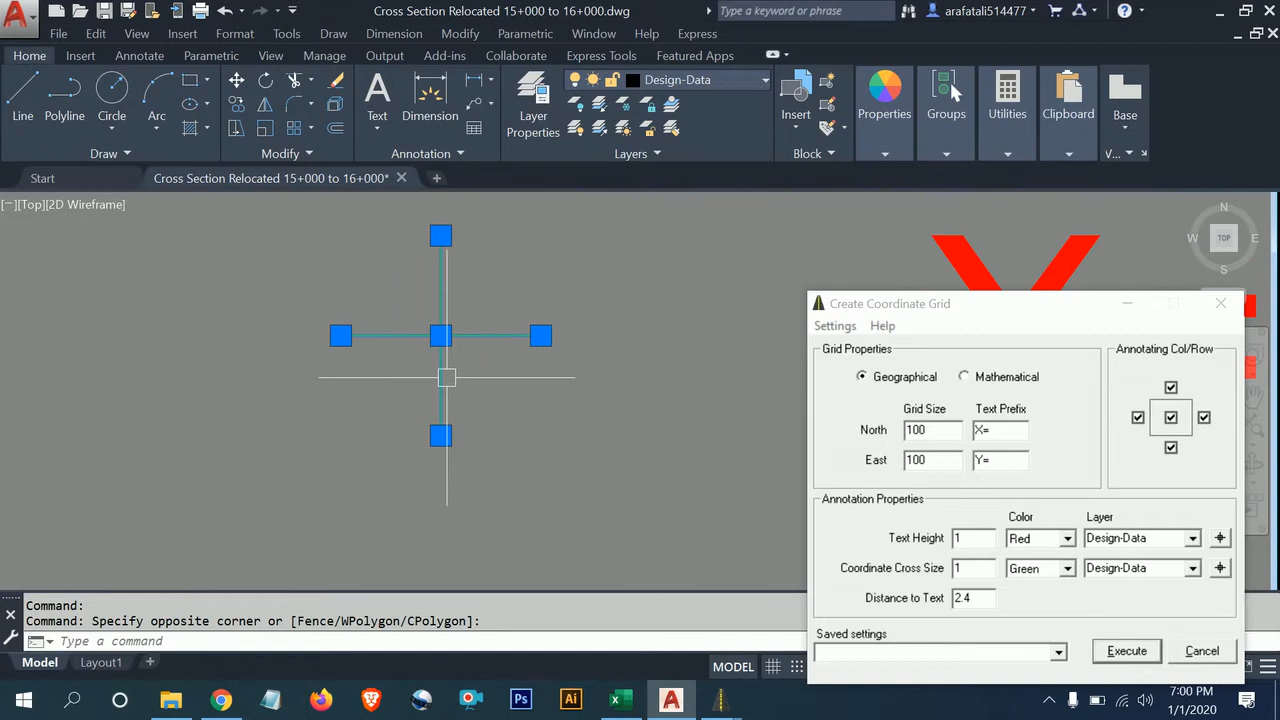 A
Cross Section Relocated 15+000 to 16+000.dwg
Type a keyword or phrase
arafatali514477
?
File Edit View Insert Format Tools Draw Dimension Modify Parametric Window Help Express
Home Insert Annotate Parametric View Manage Output Add-ins Collaborate Express Tools Featured Apps
A
Design-Data
Line Polyline Circle Arc
Text Dimension
Layer
Properties
Insert
Properties Groups Utilities Clipboard Base
Draw Modify Annotation Layers Block V...
Start
Cross Section Relocated 15+000 to 16+000*
[−][Top][2D Wireframe]
N
W TOP E
S
Create Coordinate Grid
Settings Help
Grid Properties
Annotating Col/Row
Geographical Mathematical
Grid Size Text Prefix
North 100 X=
East 100 Y=
Annotation Properties
Color Layer
Text Height 1 Red Design-Data
Coordinate Cross Size 1 Green Design-Data
Distance to Text 2.4
Saved settings
Execute Cancel
Command:
Command: Specify opposite corner or [Fence/WPolygon/CPolygon]:
Type a command
Model Layout1
MODEL
Ps Ai A
7:00 PM
1/1/2020